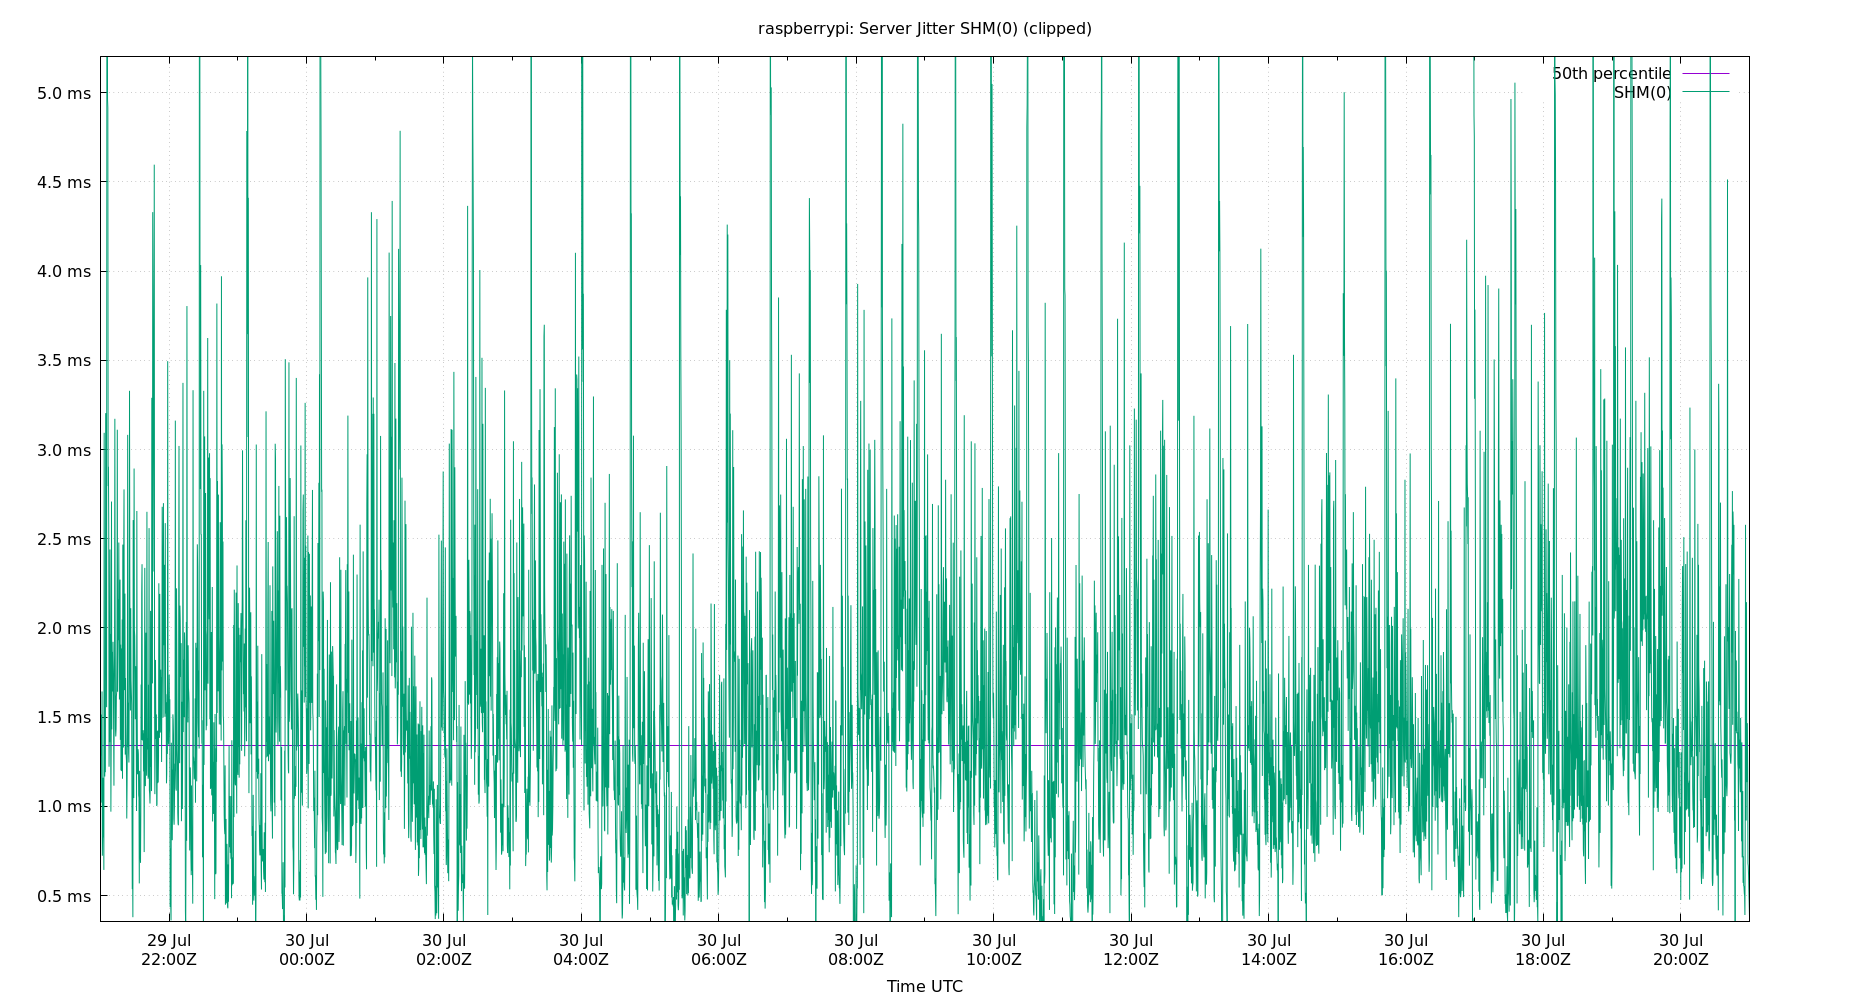 raspberrypi: Server Jitter SHM(0) (clipped)
50th percentile
SHM(0)
5.0 ms
4.5 ms
4.0 ms
3.5 ms
3.0 ms
2.5 ms
2.0 ms
1.5 ms
1.0 ms
0.5 ms
29 Jul 30 Jul 30 Jul 30 Jul 30 Jul 30 Jul 30 Jul 30 Jul 30 Jul 30 Jul 30 Jul 30 Jul
22:00Z 00:00Z 02:00Z 04:00Z 06:00Z 08:00Z 10:00Z 12:00Z 14:00Z 16:00Z 18:00Z 20:00Z
Time UTC